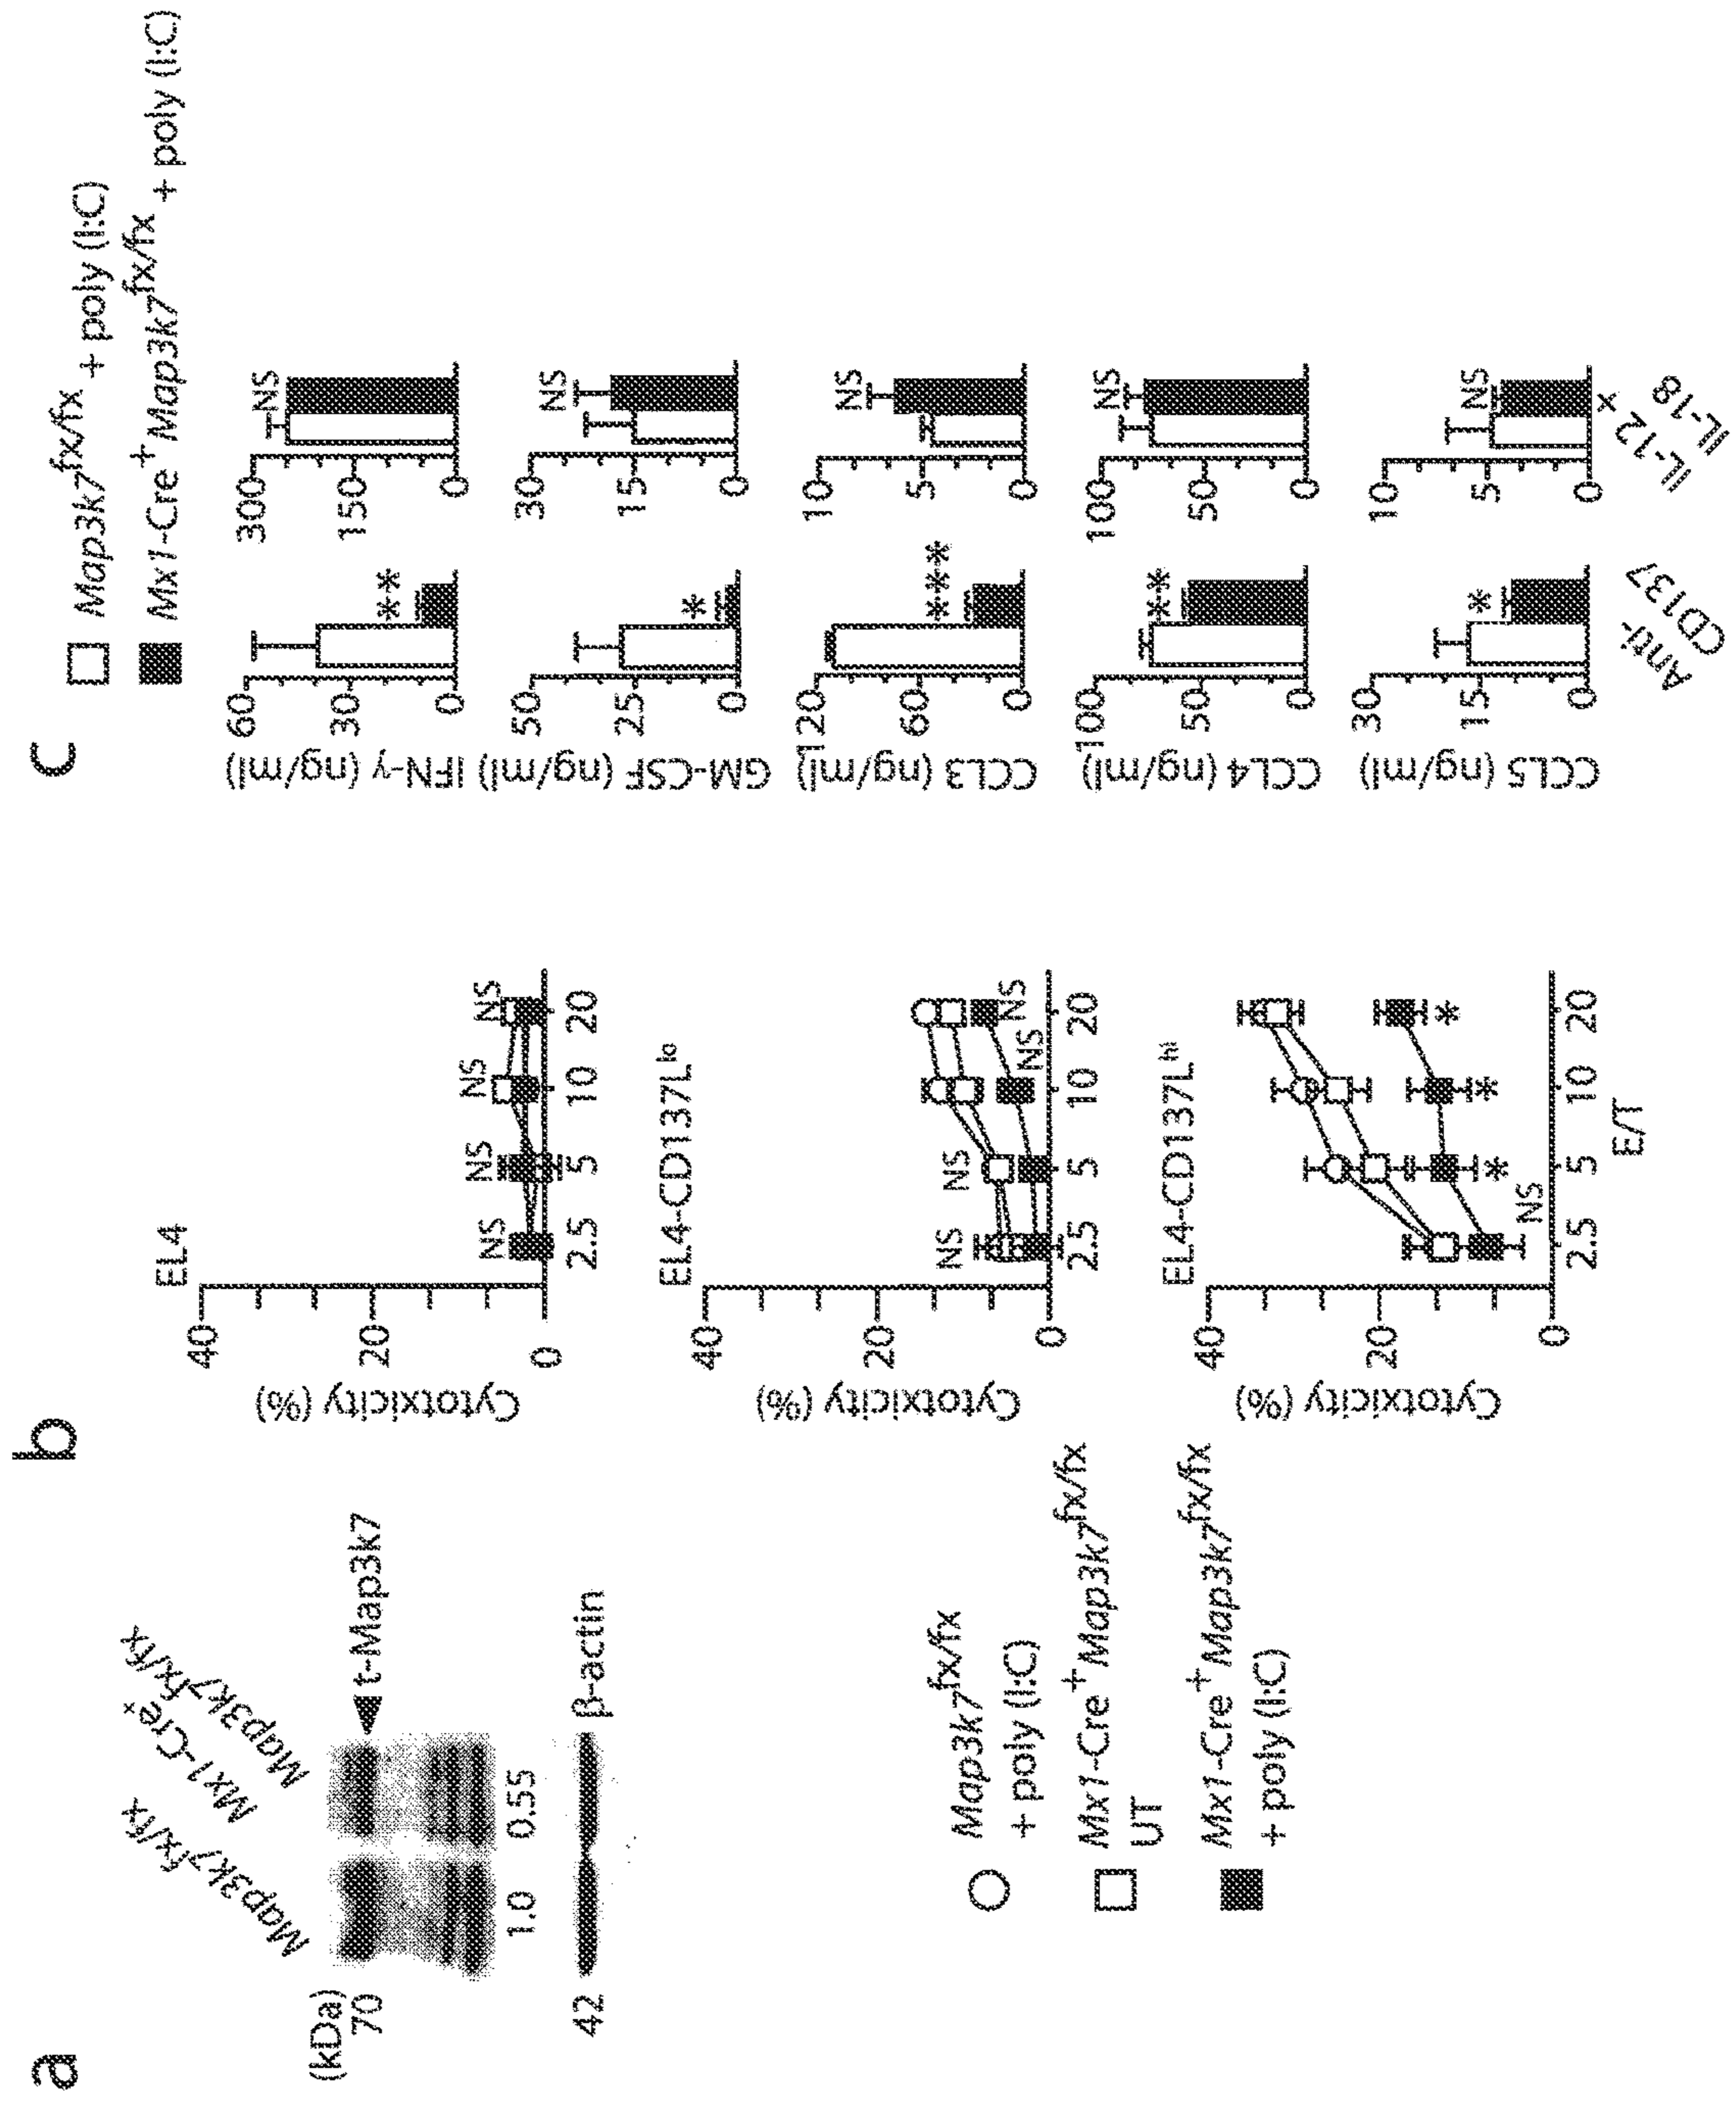 a
Map3k7fx/fx
Mx1-Cre+
Map3k7fx/fx
(kDa)
70
t-Map3k7
1.0 0.55
42
β-actin
Map3k7fx/fx
+ poly (I:C)
Mx1-Cre+Map3k7fx/fx
UT
Mx1-Cre+Map3k7fx/fx
+ poly (I:C)
b
EL4
Cytotxicity (%)
40
20
0
NS NS NS NS
2.5 5 10 20
EL4-CD137Llo
Cytotxicity (%)
40
20
0
NS NS NS NS
2.5 5 10 20
EL4-CD137Lhi
Cytotxicity (%)
40
20
0
NS * * *
2.5 5 10 20
E/T
c
Map3k7fx/fx + poly (I:C)
Mx1-Cre+Map3k7fx/fx + poly (I:C)
IFN-γ (ng/ml)
60
30
0
**
300
150
0
NS
GM-CSF (ng/ml)
50
25
0
*
30
15
0
NS
CCL3 (ng/ml)
120
60
0
***
10
5
0
NS
CCL4 (ng/ml)
100
50
0
**
100
50
0
NS
CCL5 (ng/ml)
30
15
0
*
10
5
0
NS
Anti-
CD137
IL-12 +
IL-18